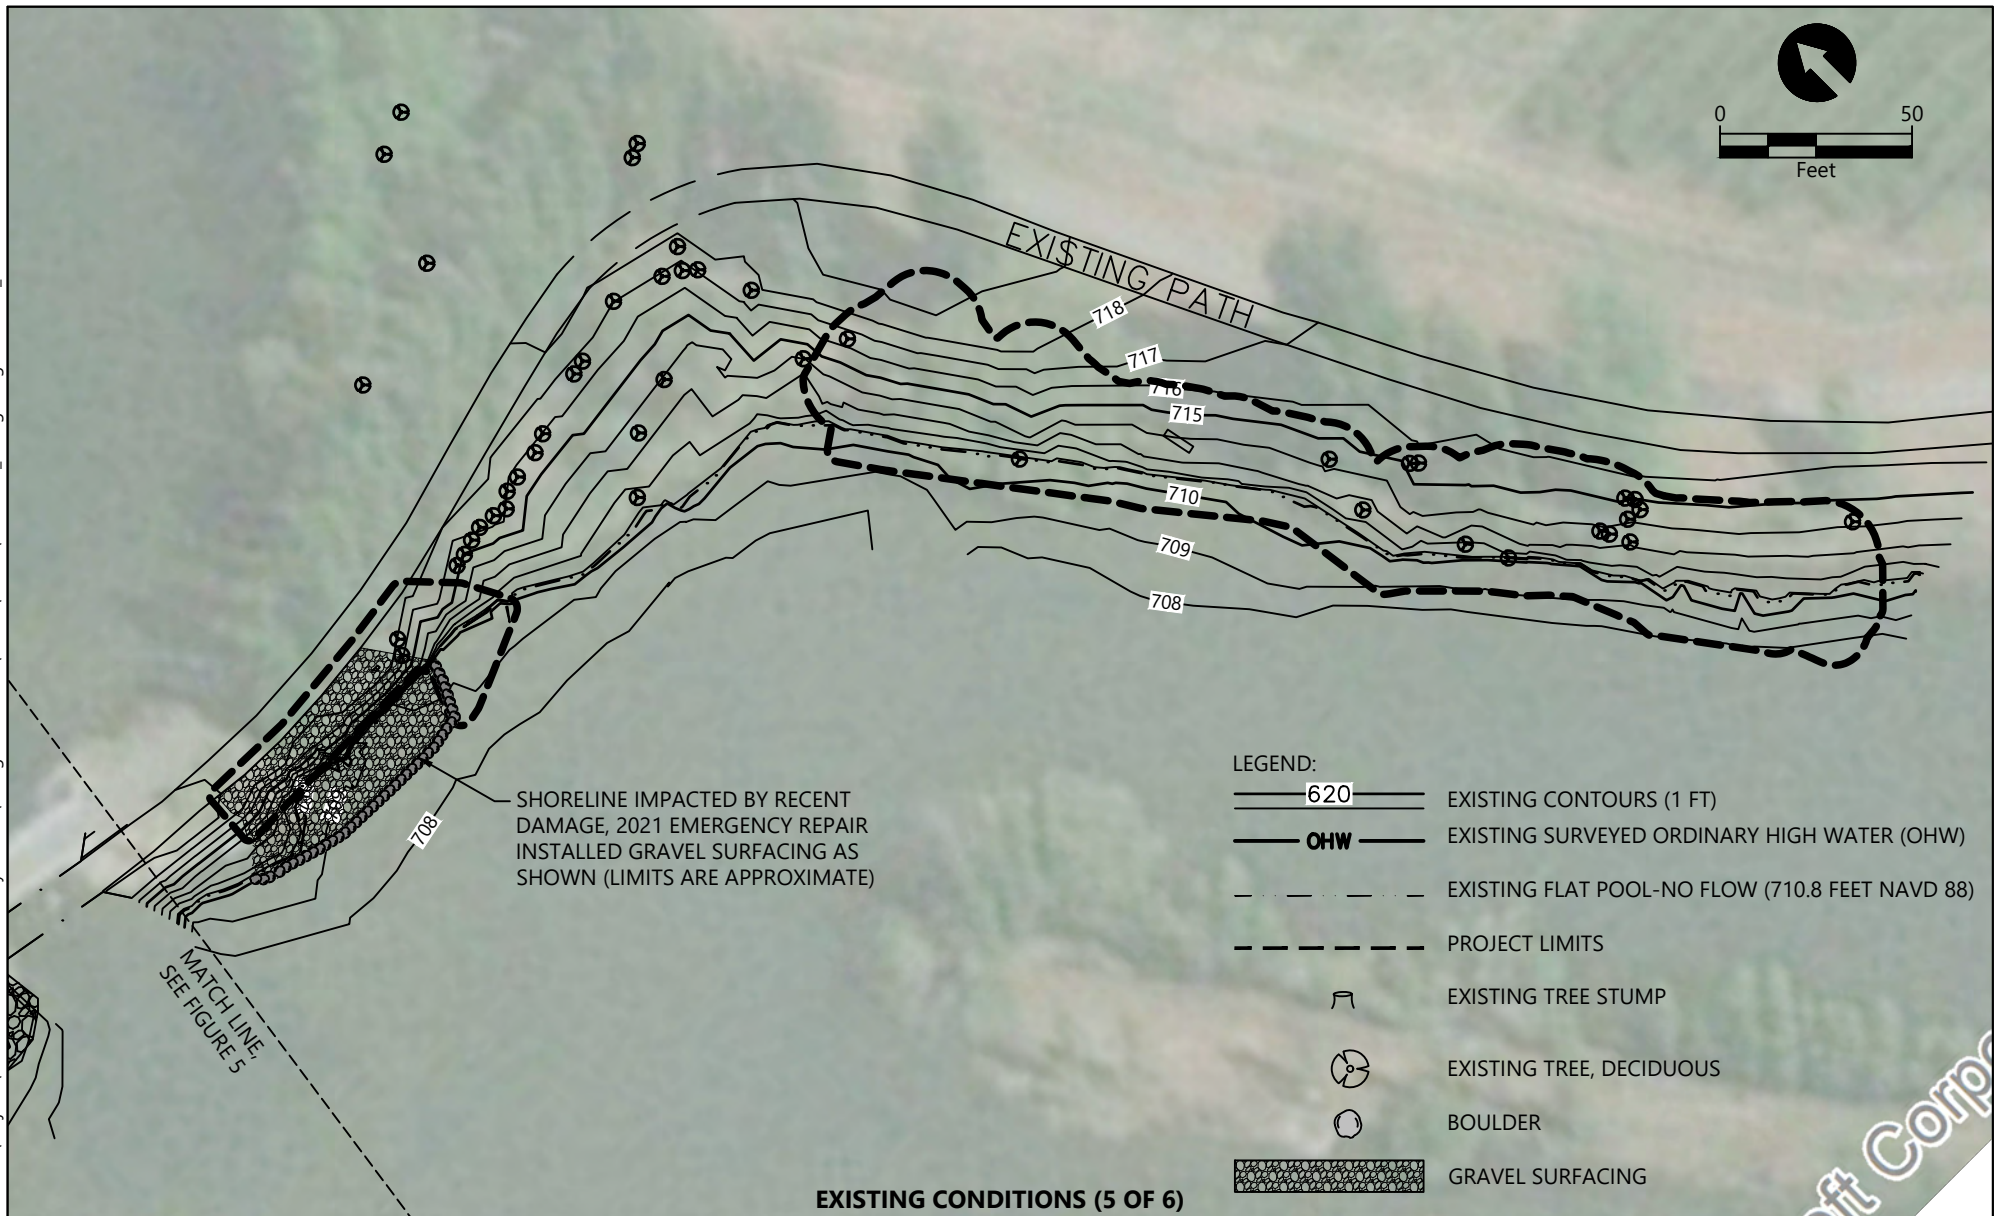 0 50
Feet
EXISTING PATH
718
717
716
715
710
709
708
708
SHORELINE IMPACTED BY RECENT
DAMAGE, 2021 EMERGENCY REPAIR
INSTALLED GRAVEL SURFACING AS
SHOWN (LIMITS ARE APPROXIMATE)
MATCH LINE,
SEE FIGURE 5
LEGEND:
620 EXISTING CONTOURS (1 FT)
OHW EXISTING SURVEYED ORDINARY HIGH WATER (OHW)
EXISTING FLAT POOL-NO FLOW (710.8 FEET NAVD 88)
PROJECT LIMITS
EXISTING TREE STUMP
EXISTING TREE, DECIDUOUS
BOULDER
GRAVEL SURFACING
EXISTING CONDITIONS (5 OF 6)